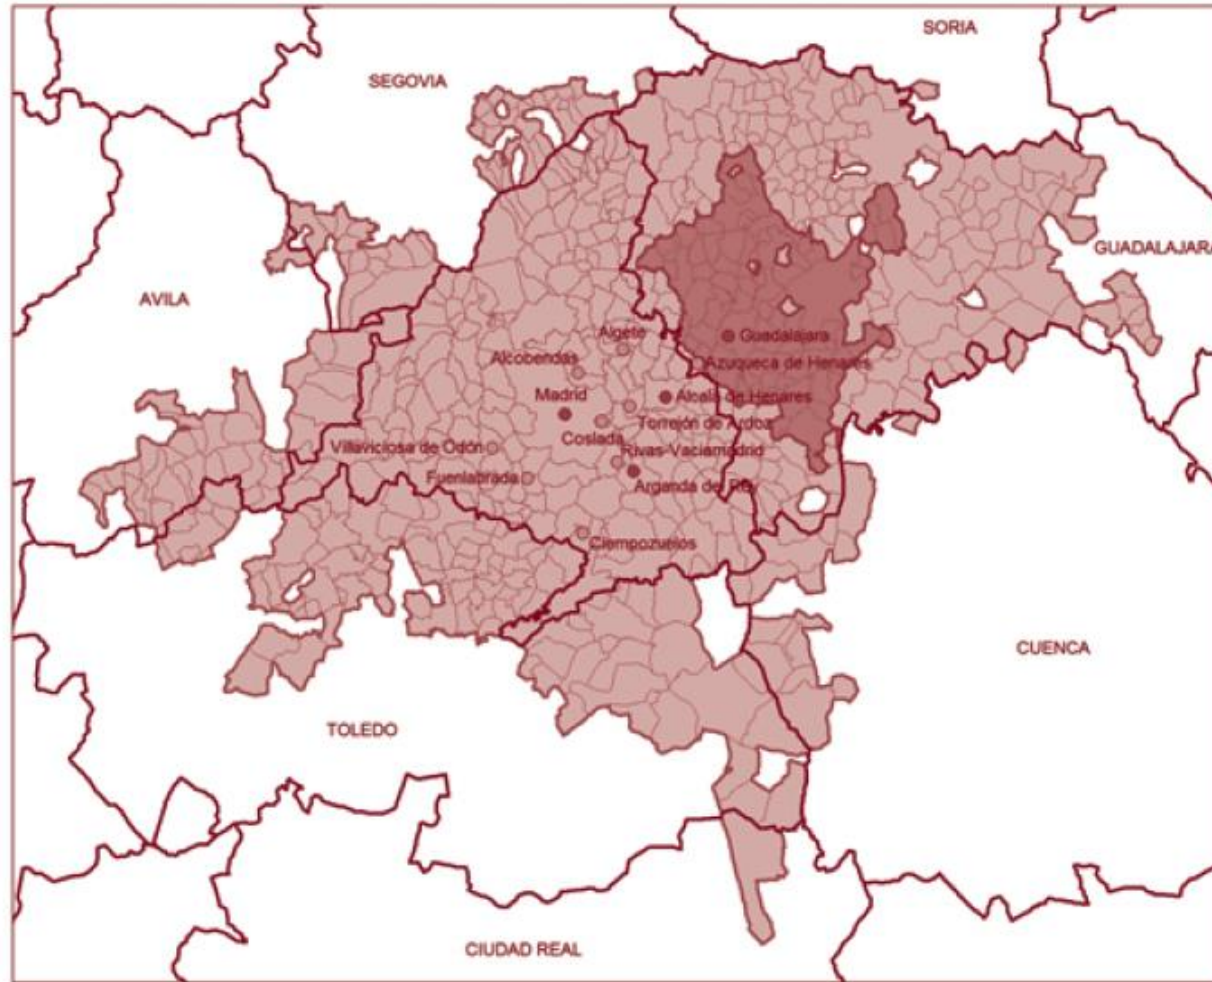 SORIA
SEGOVIA
GUADALAJARA
AVILA
Algete
Guadalajara
Alcobendas
Azuqueca de Henares
Madrid
Alcalá de Henares
Torrejón de Ardoz
Coslada
Villaviciosa de Odón
Rivas-Vaciamadrid
Fuenlabrada
Arganda del Rey
Ciempozuelos
CUENCA
TOLEDO
CIUDAD REAL